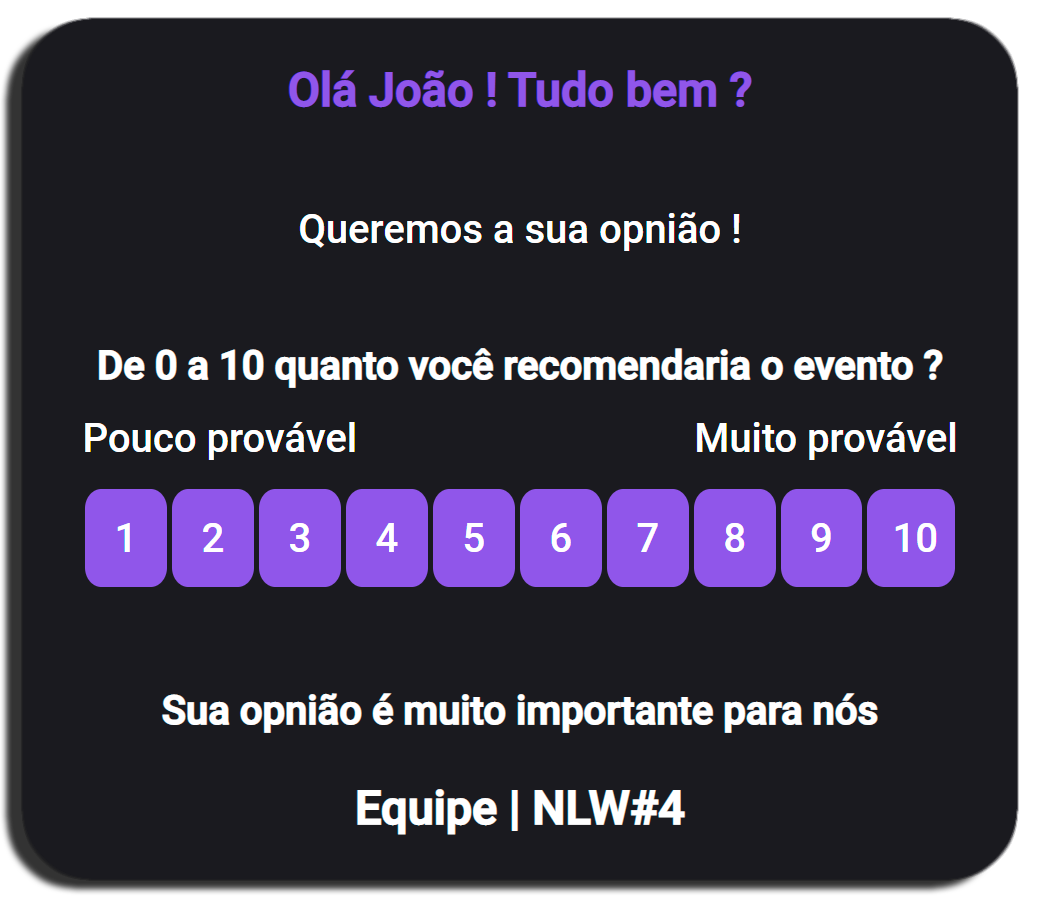 Olá João ! Tudo bem ?
Queremos a sua opnião !
De 0 a 10 quanto você recomendaria o evento ?
Pouco provável Muito provável
1 2 3 4 5 6 7 8 9 10
Sua opnião é muito importante para nós
Equipe | NLW#4